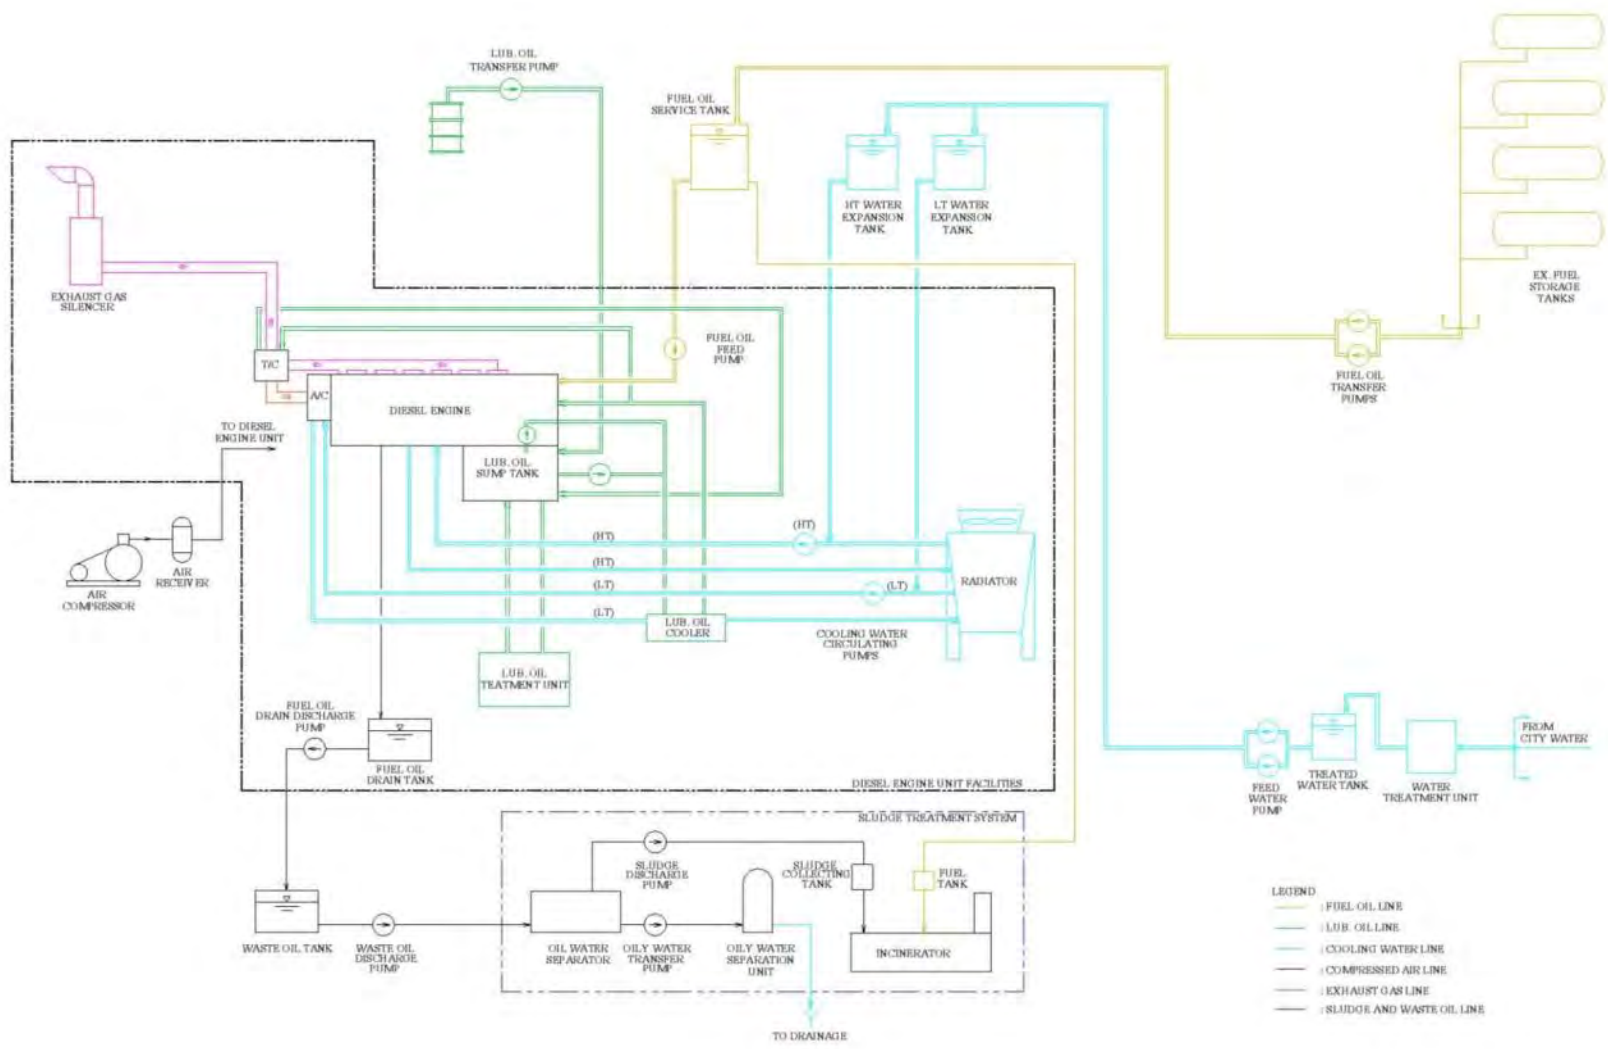 LUB. OIL
TRANSFER PUMP
FUEL OIL
SERVICE TANK
HT WATER
EXPANSION
TANK
LT WATER
EXPANSION
TANK
EX. FUEL
STORAGE
TANKS
EXHAUST GAS
SILENCER
FUEL OIL
FEED
PUMP
FUEL OIL
TRANSFER
PUMPS
T/C
A/C
DIESEL ENGINE
TO DIESEL
ENGINE UNIT
LUB. OIL
SUMP TANK
(HT)
(HT)
(HT)
(LT)
(LT)
(LT)
RADIATOR
AIR
RECEIVER
AIR
COMPRESSOR
LUB. OIL
COOLER
COOLING WATER
CIRCULATING
PUMPS
LUB. OIL
TEATMENT UNIT
FUEL OIL
DRAIN DISCHARGE
PUMP
FUEL OIL
DRAIN TANK
DIESEL ENGINE UNIT FACILITIES
FROM
CITY WATER
FEED
WATER
PUMP
TREATED
WATER TANK
WATER
TREATMENT UNIT
SLUDGE TREATMENT SYSTEM
SLUDGE
DISCHARGE
PUMP
SLUDGE
COLLECTING
TANK
FUEL
TANK
WASTE OIL TANK
WASTE OIL
DISCHARGE
PUMP
OIL WATER
SEPARATOR
OILY WATER
TRANSFER
PUMP
OILY WATER
SEPARATION
UNIT
INCINERATOR
TO DRAINAGE
LEGEND
: FUEL OIL LINE
: LUB. OIL LINE
: COOLING WATER LINE
: COMPRESSED AIR LINE
: EXHAUST GAS LINE
: SLUDGE AND WASTE OIL LINE